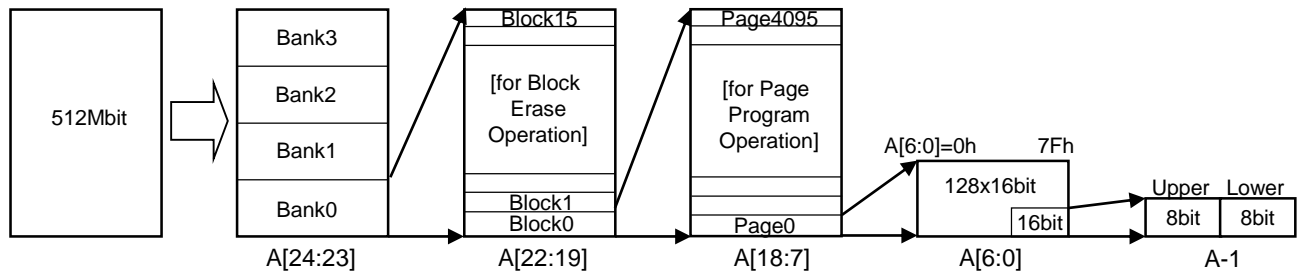 512Mbit
Bank3
Bank2
Bank1
Bank0
A[24:23]
Block15
[for Block
Erase
Operation]
Block1
Block0
A[22:19]
Page4095
[for Page
Program
Operation]
Page0
A[18:7]
A[6:0]=0h 7Fh
128x16bit
16bit
A[6:0]
Upper Lower
8bit 8bit
A-1